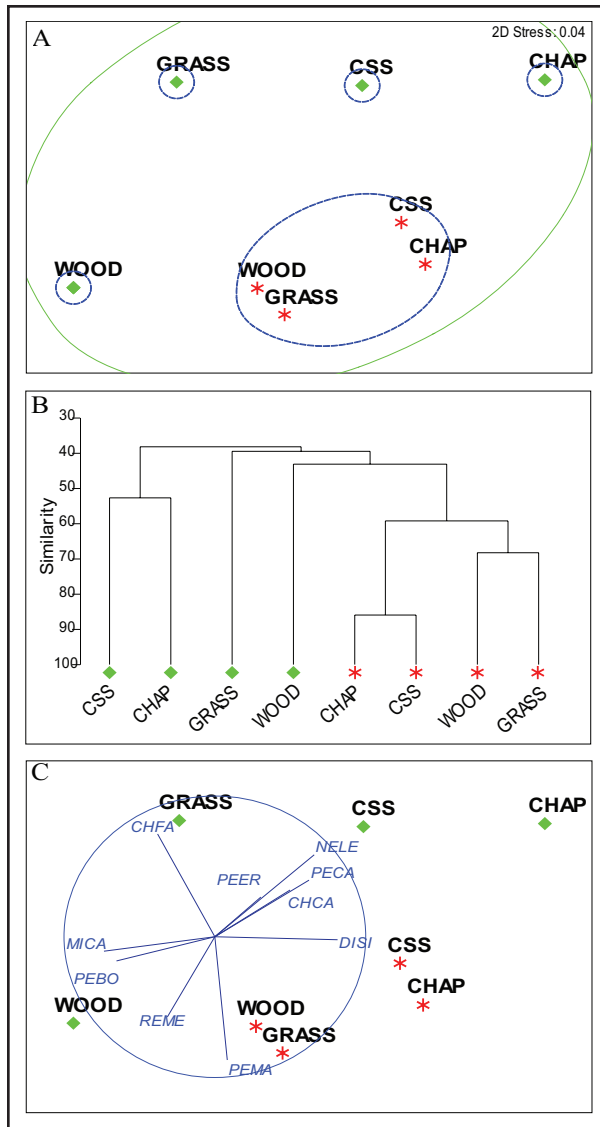 A
2D Stress: 0.04
GRASS
CSS
CHAP
CSS
CHAP
WOOD
WOOD
GRASS
B
30
40
50
60
70
80
90
100
Similarity
CSS
CHAP
GRASS
WOOD
CHAP
CSS
WOOD
GRASS
C
GRASS
CSS
CHAP
CHFA
NELE
PEER
PECA
CHCA
MICA
DISI
CSS
PEBO
WOOD
CHAP
REME
WOOD
GRASS
PEMA